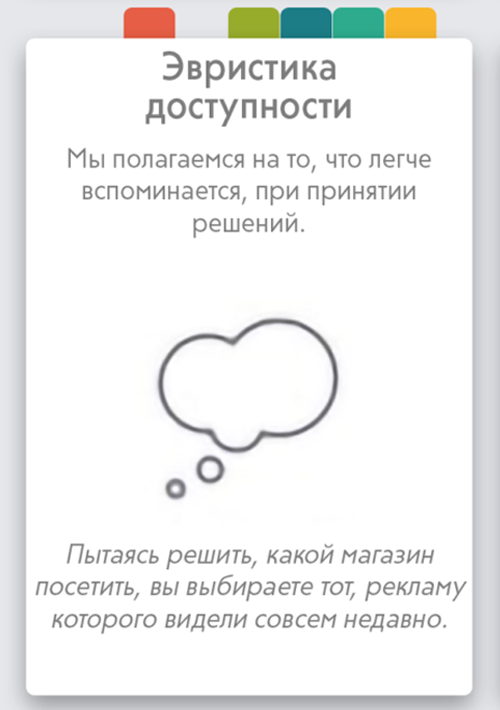 Эвристика
доступности
Мы полагаемся на то, что легче
вспоминается, при принятии
решений.
Пытаясь решить, какой магазин
посетить, вы выбираете тот, рекламу
которого видели совсем недавно.